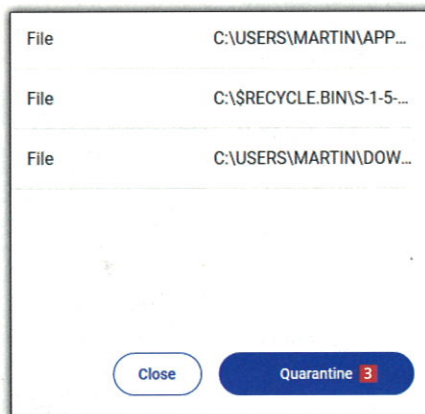 File C:\USERS\MARTIN\APP...
File C:\$RECYCLE.BIN\S-1-5-...
File C:\USERS\MARTIN\DOW...
Close Quarantine 3